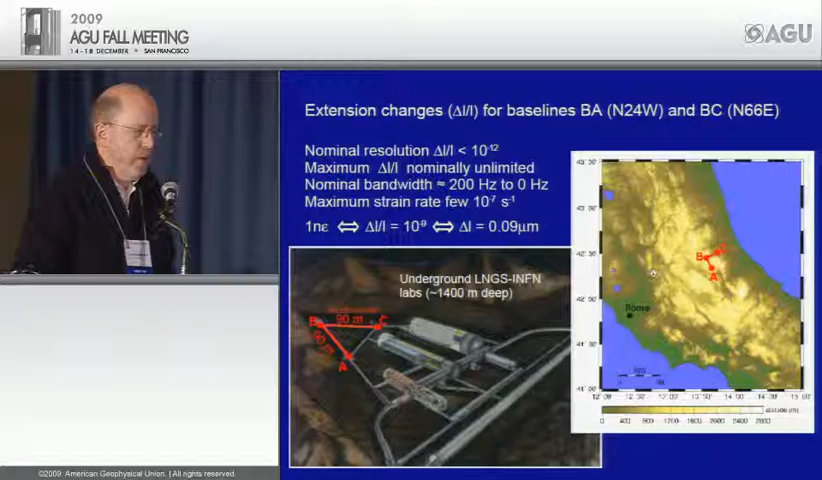 2009
AGU FALL MEETING
14-18 DECEMBER • SAN FRANCISCO
AGU
Extension changes (Δl/l) for baselines BA (N24W) and BC (N66E)
Nominal resolution Δl/l < 10⁻¹²
Maximum Δl/l nominally unlimited
Nominal bandwidth ≈ 200 Hz to 0 Hz
Maximum strain rate few 10⁻⁷ s⁻¹
1nε ⇔ Δl/l = 10⁻⁹ ⇔ Δl = 0.09μm
Underground LNGS-INFN
labs (~1400 m deep)
B 90 m C
90 m
A
B C
A
Rome
km
0 400 800 1200 1600 2000 2400 2800
©2009. American Geophysical Union. | All rights reserved.